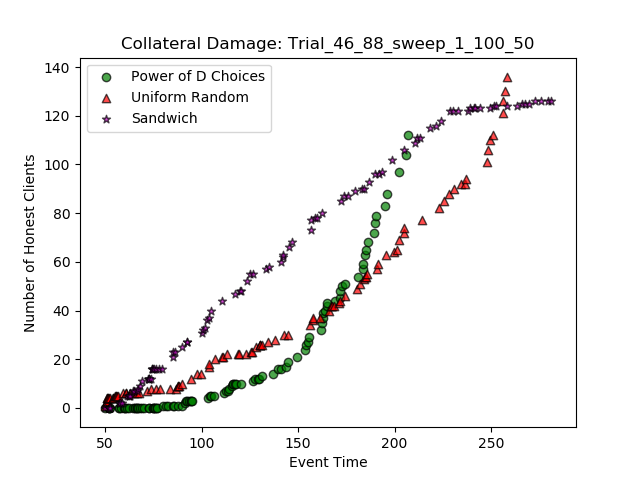 Collateral Damage: Trial_46_88_sweep_1_100_50
Power of D Choices
Uniform Random
Sandwich
140
120
100
80
60
40
20
0
Number of Honest Clients
50
100
150
200
250
Event Time